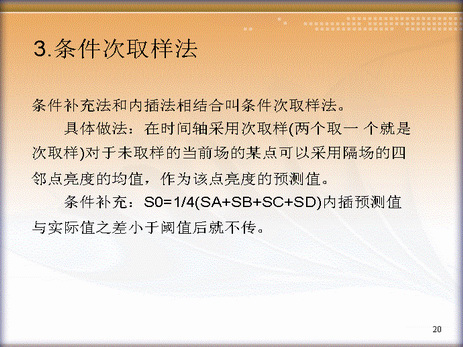 3.条件次取样法
条件补充法和内插法相结合叫条件次取样法。
具体做法：在时间轴采用次取样(两个取一 个就是
次取样)对于未取样的当前场的某点可以采用隔场的四
邻点亮度的均值，作为该点亮度的预测值。
条件补充：S0=1/4(SA+SB+SC+SD)内插预测值
与实际值之差小于阈值后就不传。
20